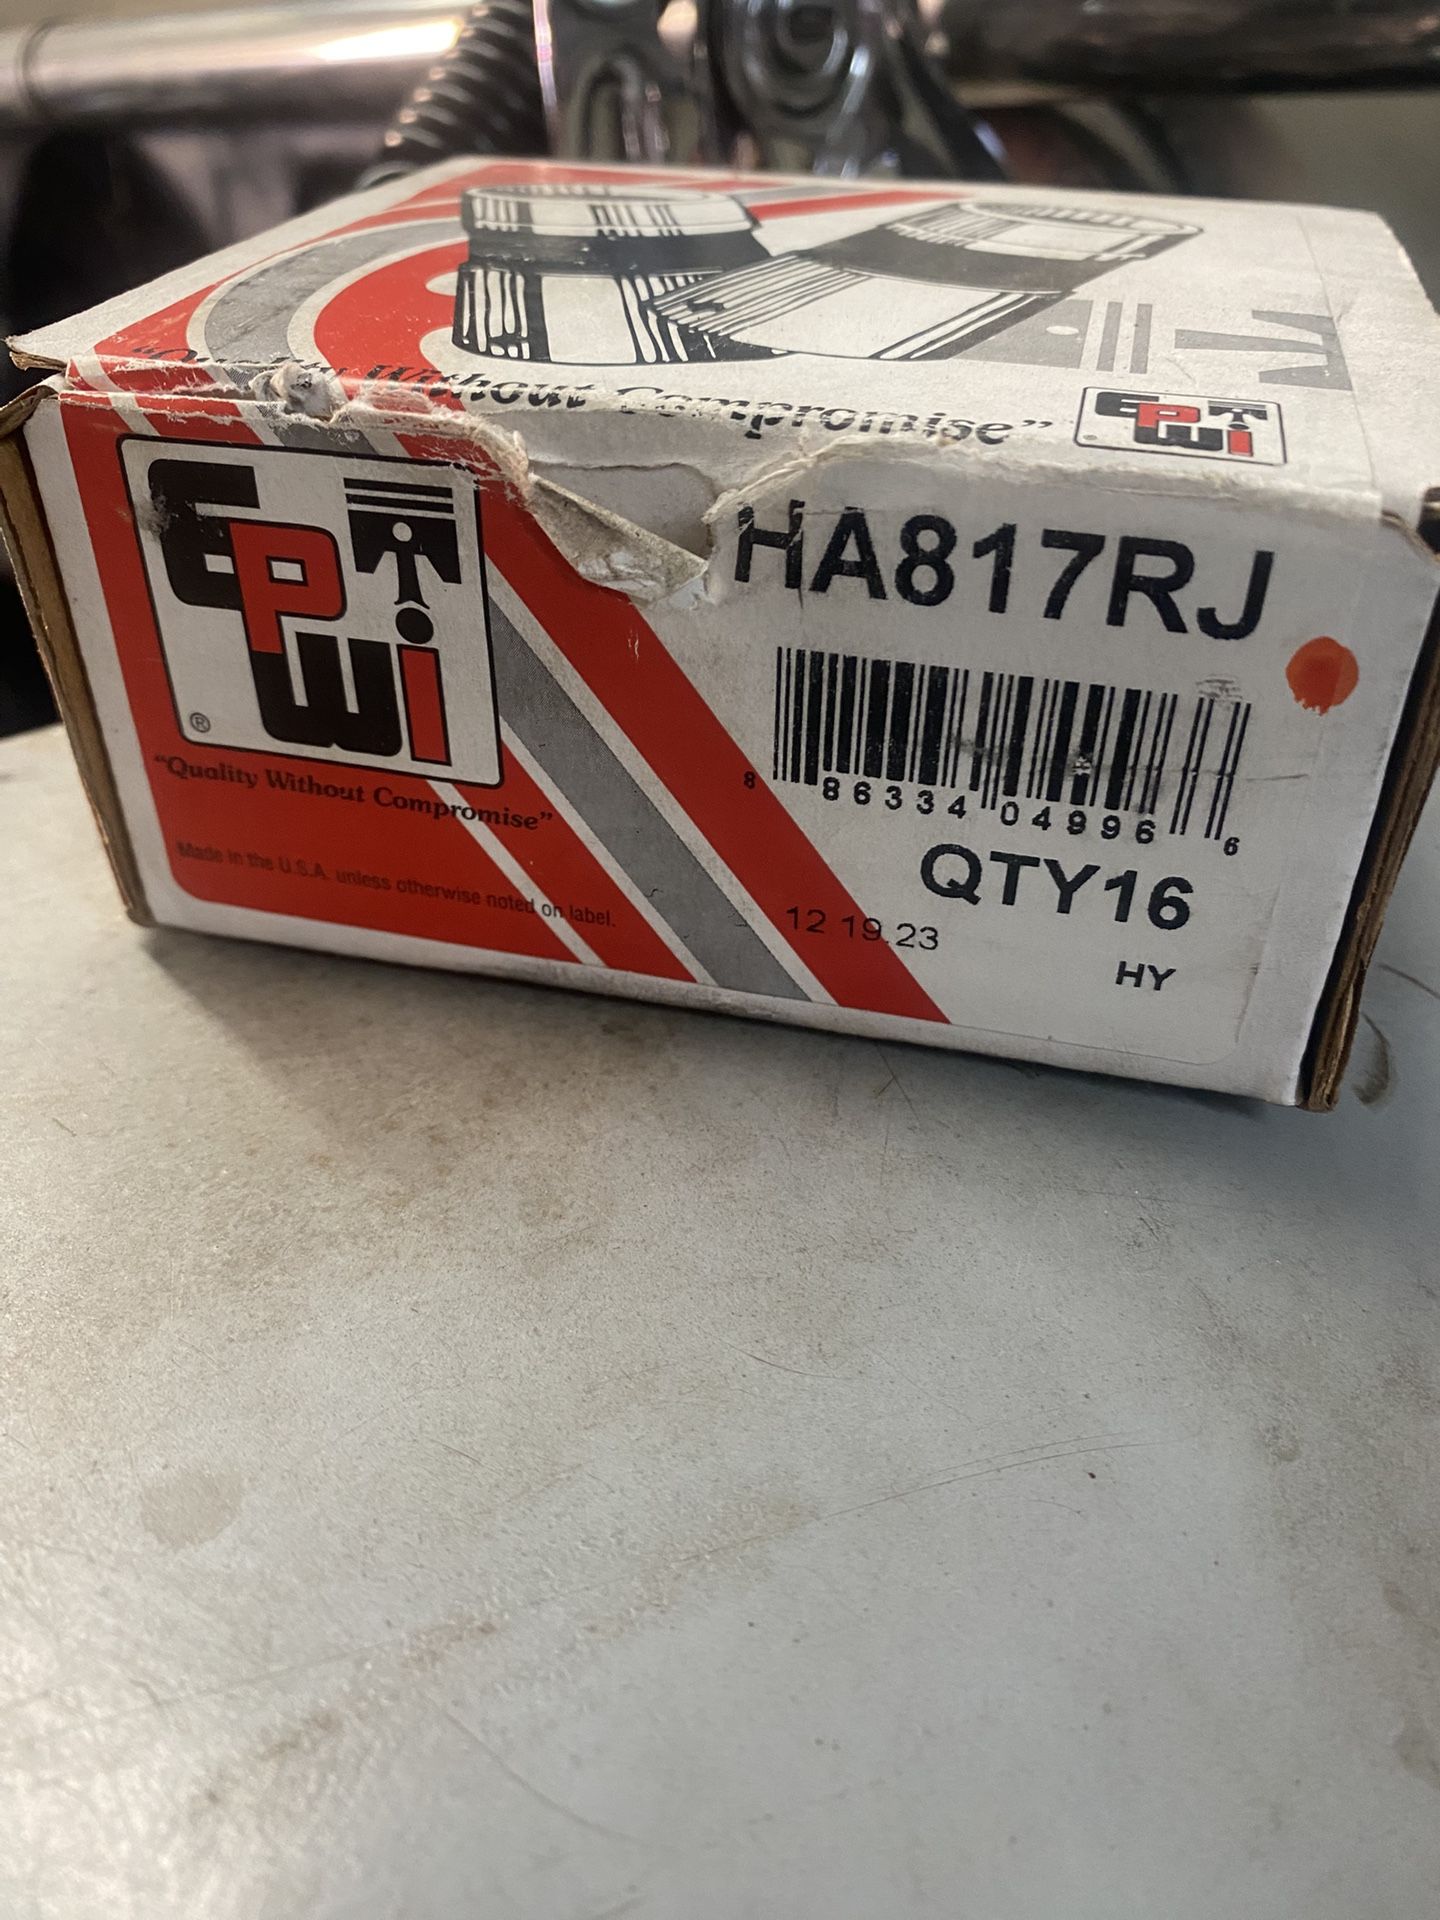 "Quality Without Compromise"
EPWI
EPWI
®
"Quality Without Compromise"
Made in the U.S.A. unless otherwise noted on label.
HA817RJ
8 86334 04996 6
QTY16
12 19.23
HY